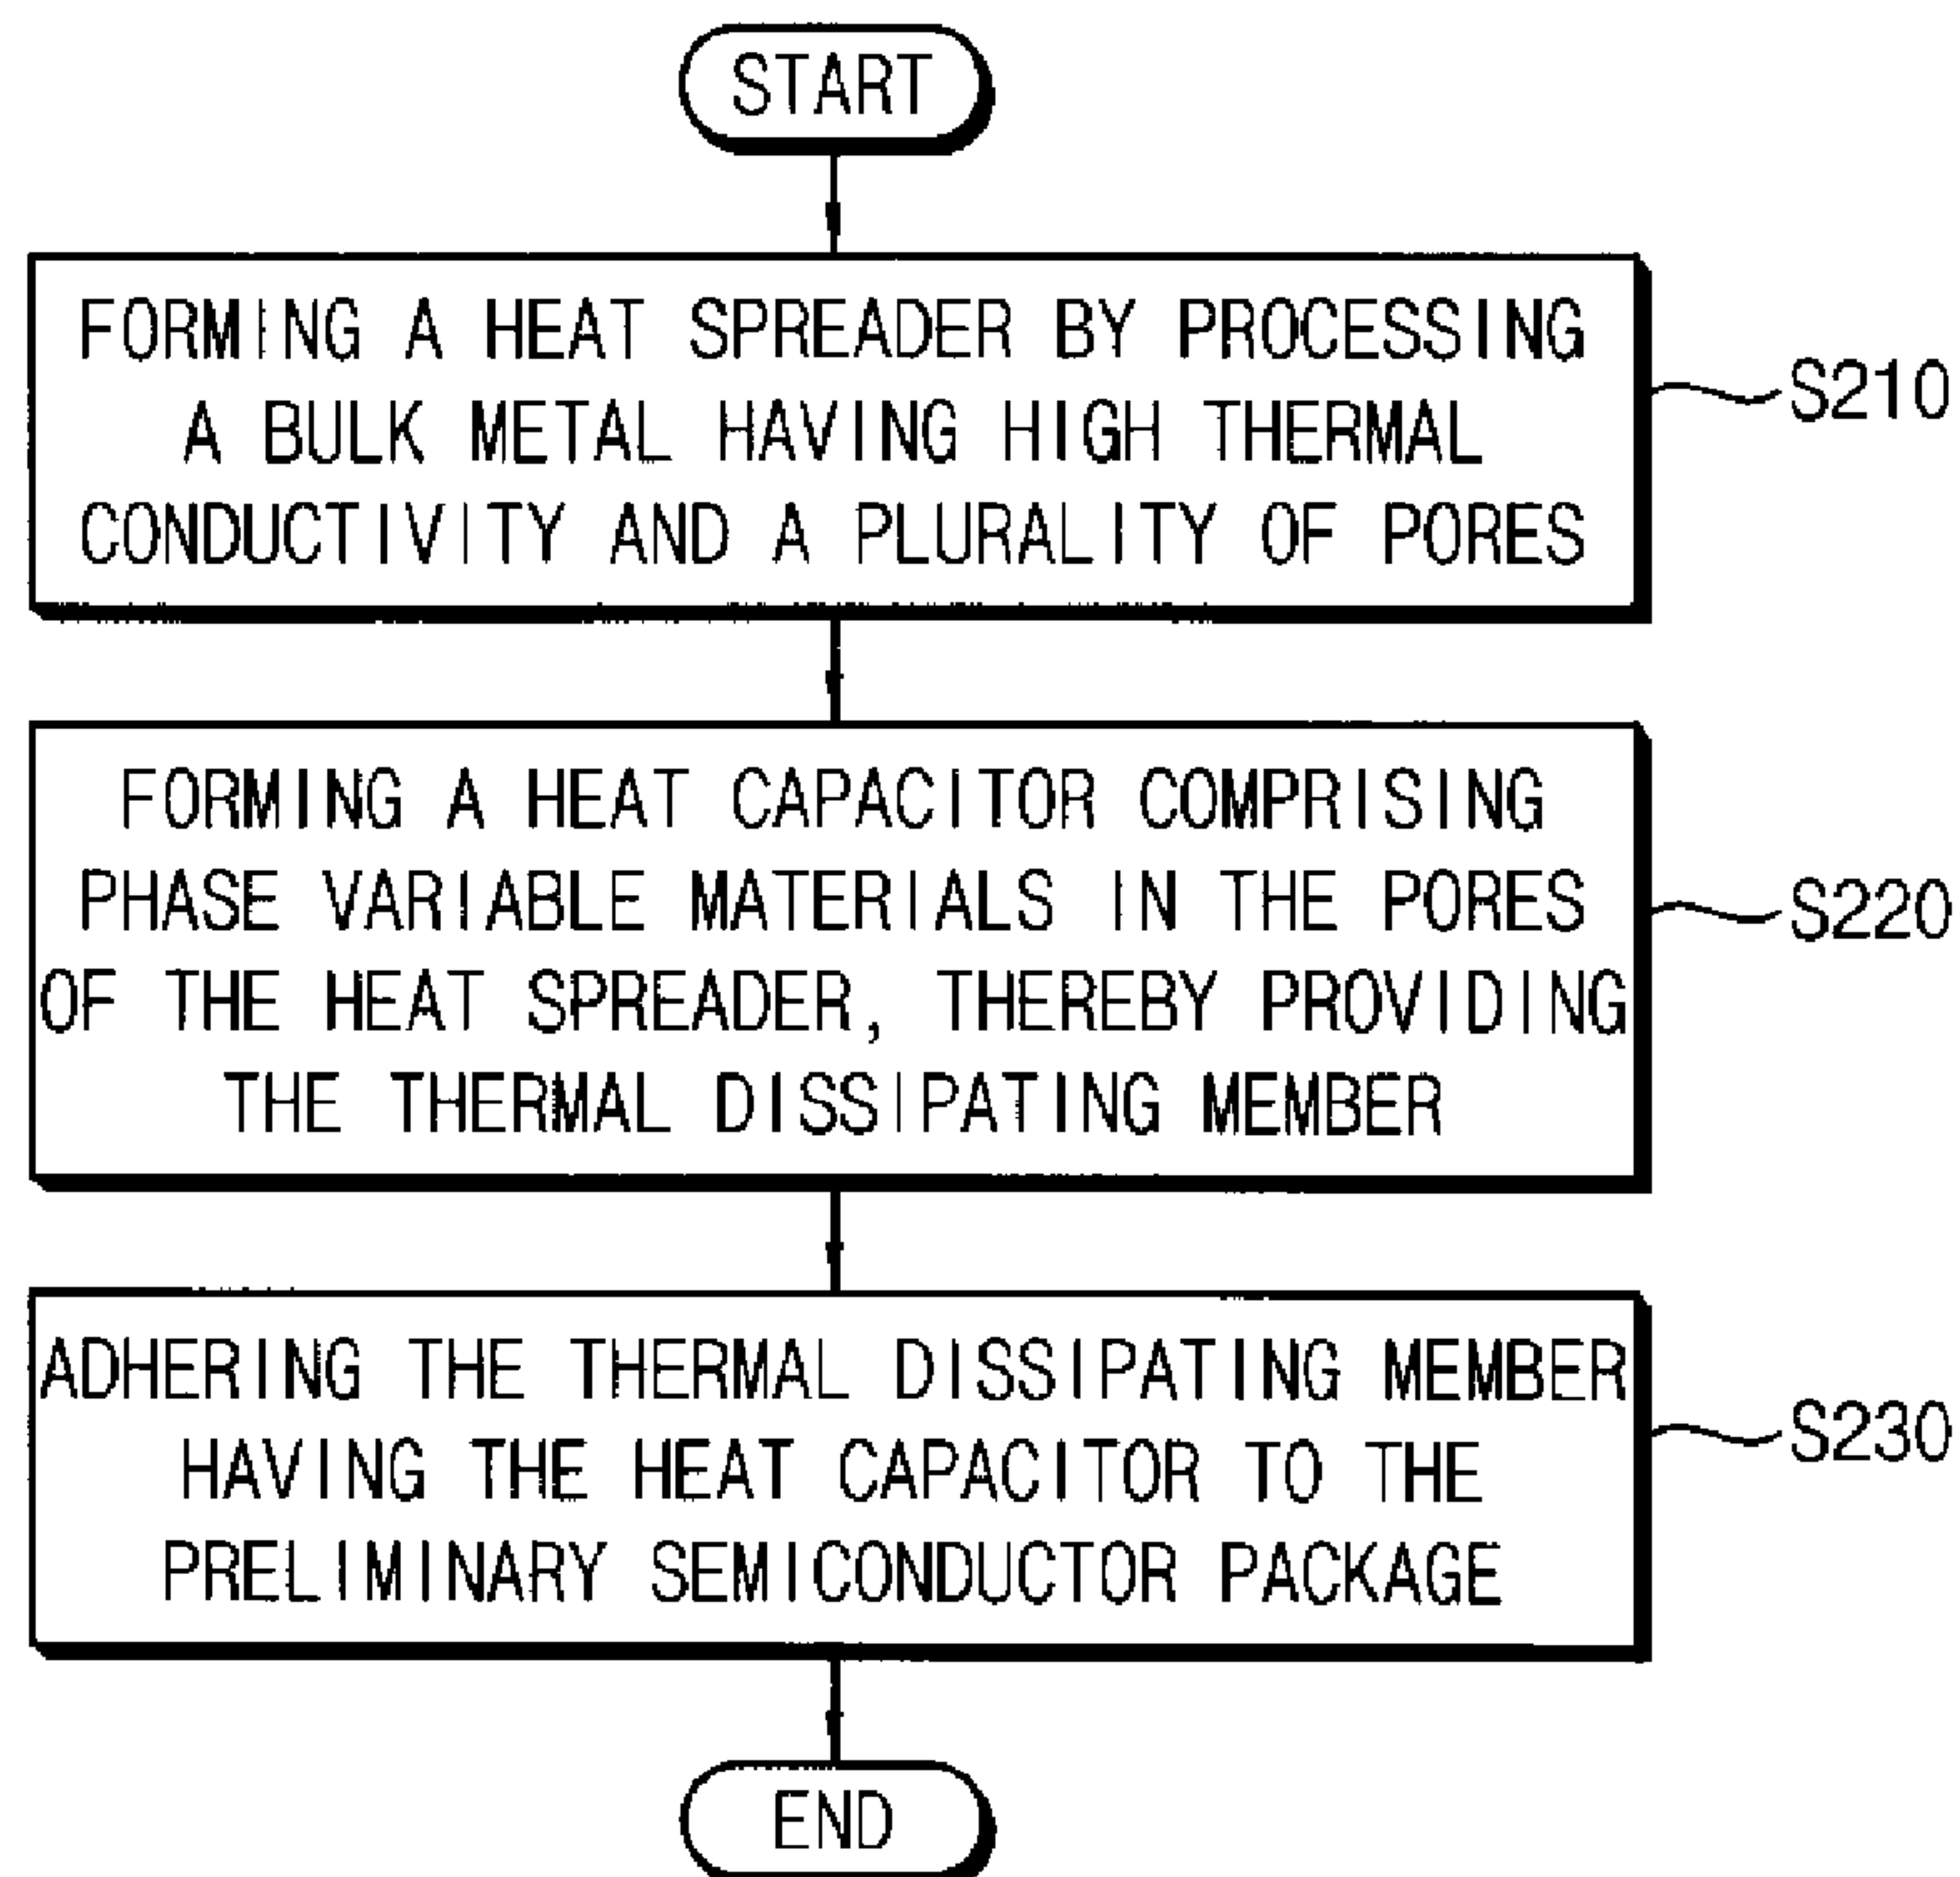 START
FORMING A HEAT SPREADER BY PROCESSING
A BULK METAL HAVING HIGH THERMAL
CONDUCTIVITY AND A PLURALITY OF PORES
S210
FORMING A HEAT CAPACITOR COMPRISING
PHASE VARIABLE MATERIALS IN THE PORES
OF THE HEAT SPREADER, THEREBY PROVIDING
THE THERMAL DISSIPATING MEMBER
S220
ADHERING THE THERMAL DISSIPATING MEMBER
HAVING THE HEAT CAPACITOR TO THE
PRELIMINARY SEMICONDUCTOR PACKAGE
S230
END